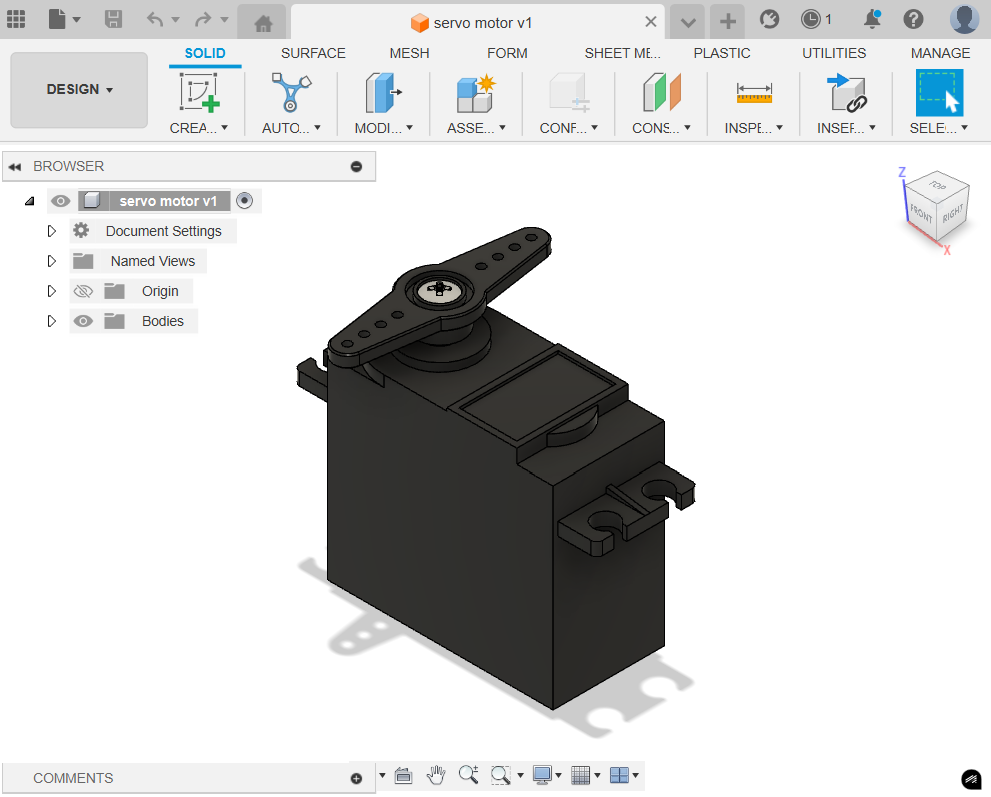 servo motor v1
1
DESIGN
SOLID SURFACE MESH FORM SHEET ME... PLASTIC UTILITIES MANAGE
CREA... AUTO... MODI... ASSE... CONF... CONS... INSPE... INSEF... SELE...
BROWSER
servo motor v1
Document Settings
Named Views
Origin
Bodies
Z
TOP
FRONT
RIGHT
X
COMMENTS